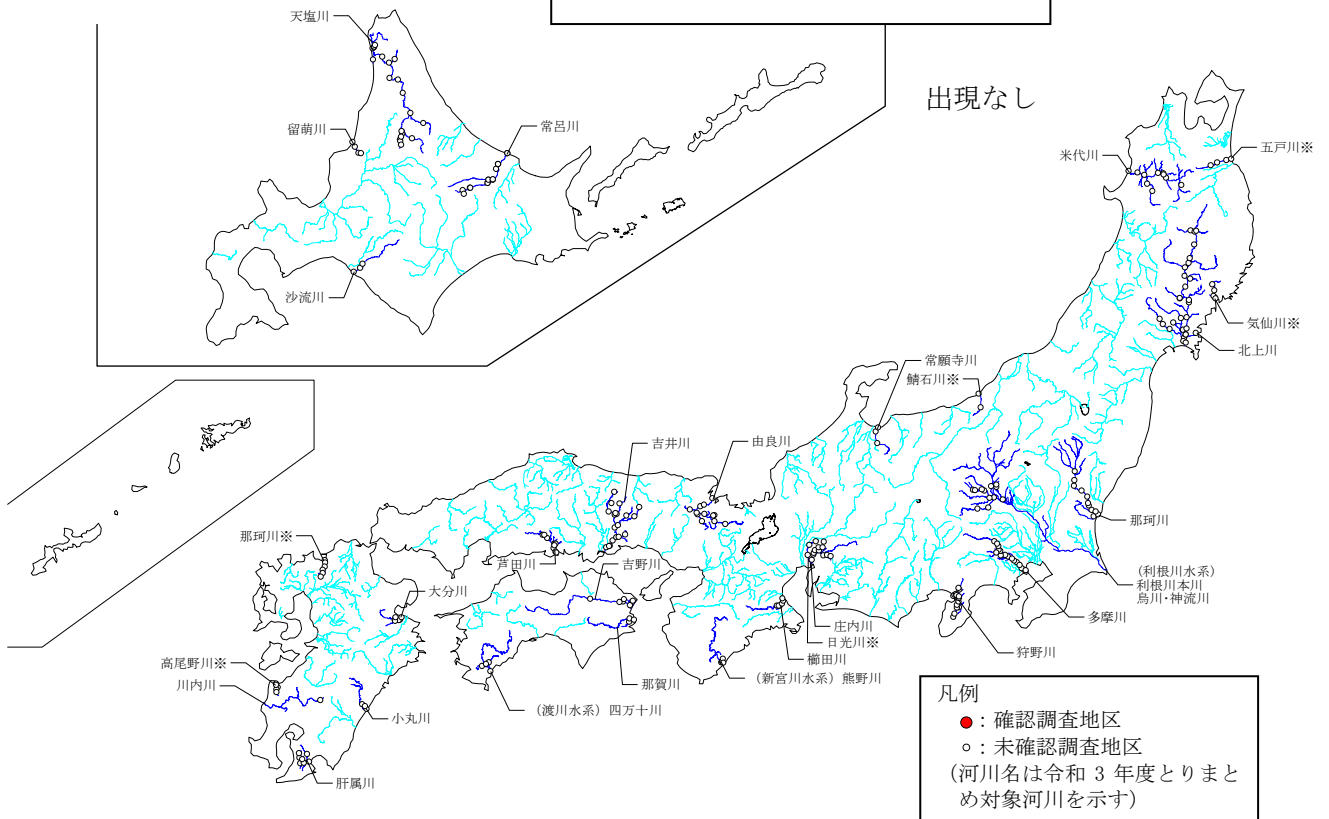 天塩川
出現なし
留萌川
常呂川
米代川
五戸川※
沙流川
気仙川※
北上川
常願寺川
鯖石川※
吉井川
由良川
那珂川
那珂川※
芦田川
吉野川
大分川
(利根川水系)
利根川本川
烏川・神流川
多摩川
庄内川
日光川※
狩野川
櫛田川
高尾野川※
川内川
那賀川
(新宮川水系) 熊野川
(渡川水系) 四万十川
小丸川
肝属川
凡例
●：確認調査地区
○：未確認調査地区
(河川名は令和 3 年度とりまと
め対象河川を示す)